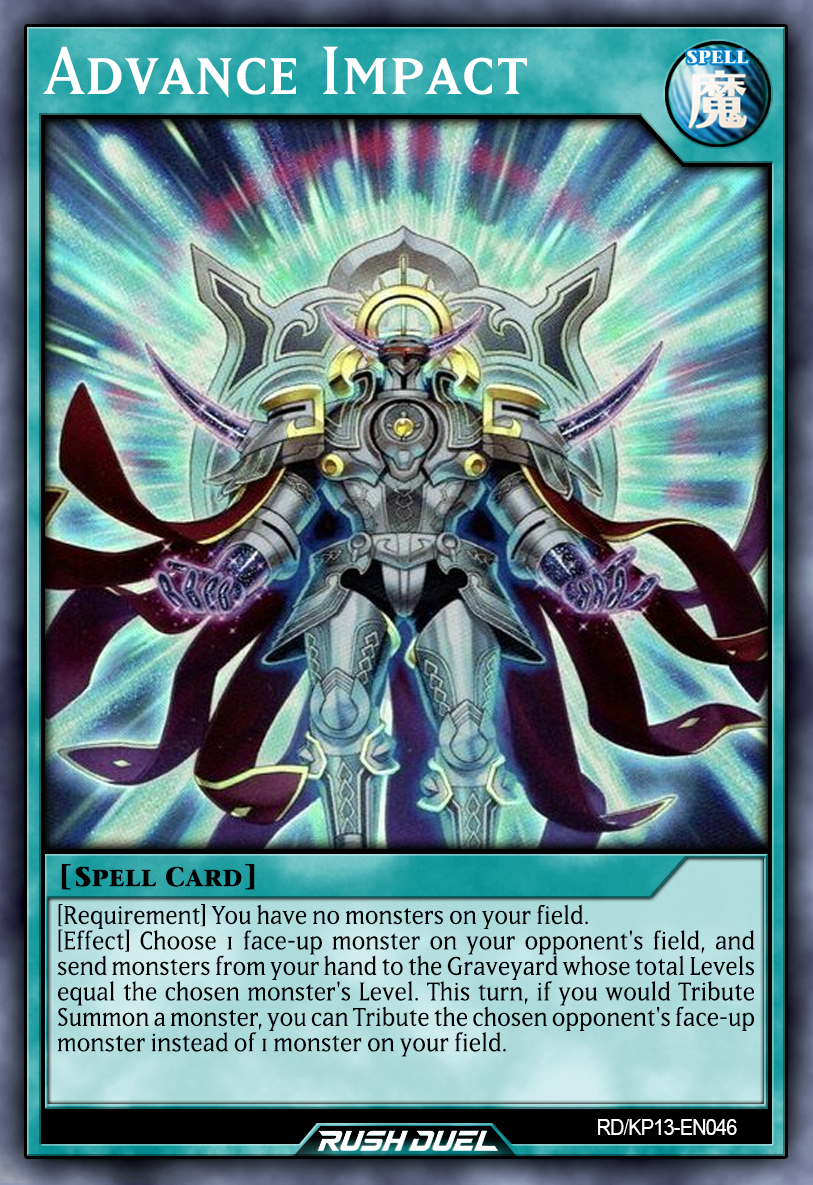 Advance Impact
SPELL
魔
[Spell Card]
[Requirement] You have no monsters on your field.
[Effect] Choose 1 face-up monster on your opponent's field, and
send monsters from your hand to the Graveyard whose total Levels
equal the chosen monster's Level. This turn, if you would Tribute
Summon a monster, you can Tribute the chosen opponent's face-up
monster instead of 1 monster on your field.
RD/KP13-EN046
RUSH DUEL